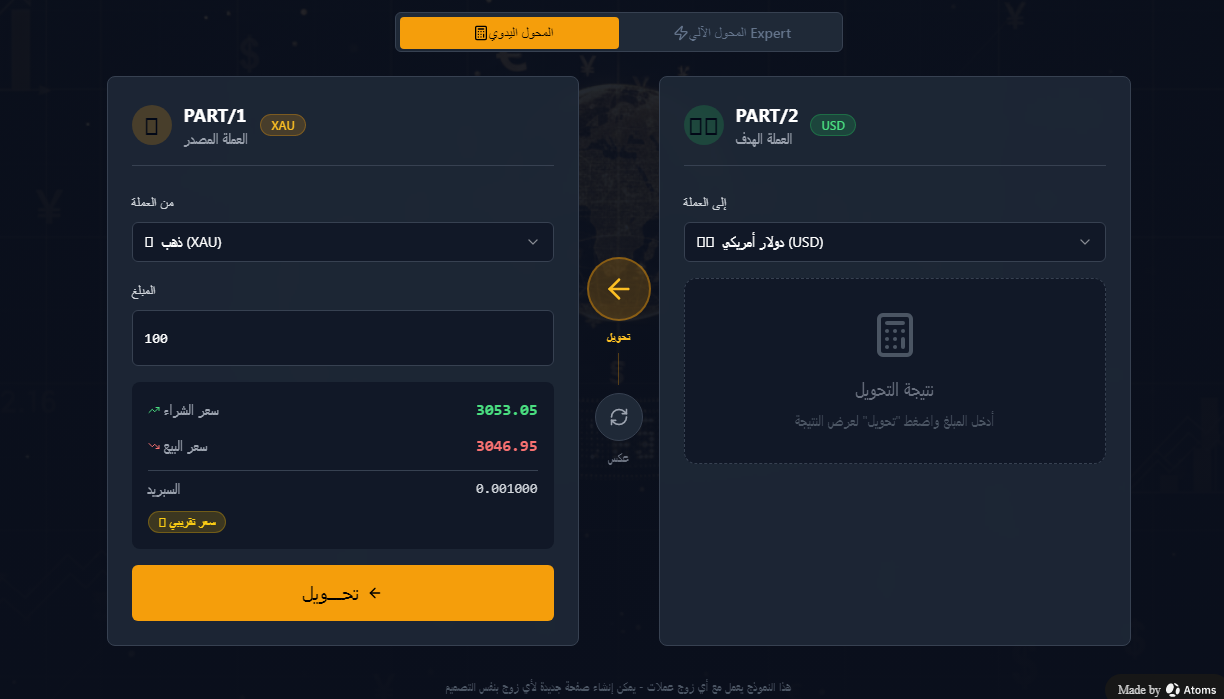 المحول اليدوي
المحول الآلي Expert
PART/1
XAU
العملة المصدر
من العملة
ذهب (XAU)
المبلغ
100
سعر الشراء
3053.05
سعر البيع
3046.95
السبريد
0.001000
سعر تقريبي
تحـــويل
تحويل
عكس
PART/2
USD
العملة الهدف
إلى العملة
دولار أمريكي (USD)
نتيجة التحويل
أدخل المبلغ واضغط "تحويل" لعرض النتيجة
هذا النموذج يعمل مع أي زوج عملات - يمكن إنشاء صفحة جديدة لأي زوج بنفس التصميم
Made by Atoms